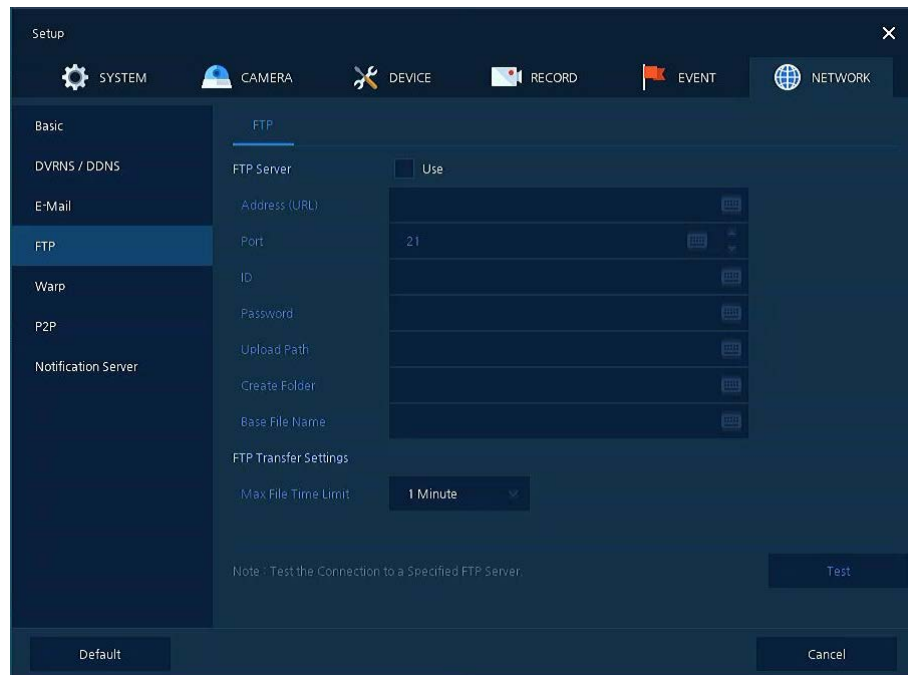 Setup
SYSTEM CAMERA DEVICE RECORD EVENT NETWORK
Basic
DVRNS / DDNS
E-Mail
FTP
Warp
P2P
Notification Server
FTP
FTP Server Use
Address (URL)
Port 21
ID
Password
Upload Path
Create Folder
Base File Name
FTP Transfer Settings
Max File Time Limit 1 Minute
Note : Test the Connection to a Specified FTP Server.
Test
Default Cancel